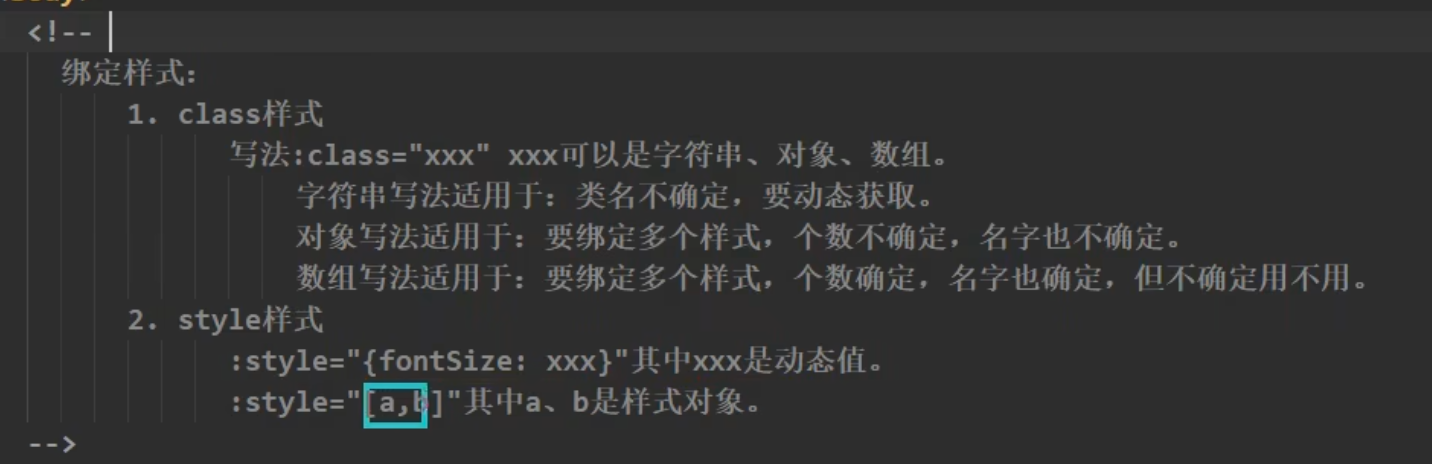 <!--
绑定样式：
1. class样式
写法:class="xxx" xxx可以是字符串、对象、数组。
字符串写法适用于：类名不确定，要动态获取。
对象写法适用于：要绑定多个样式，个数不确定，名字也不确定。
数组写法适用于：要绑定多个样式，个数确定，名字也确定，但不确定用不用。
2. style样式
:style="{fontSize: xxx}"其中xxx是动态值。
:style="[a,b]"其中a、b是样式对象。
-->